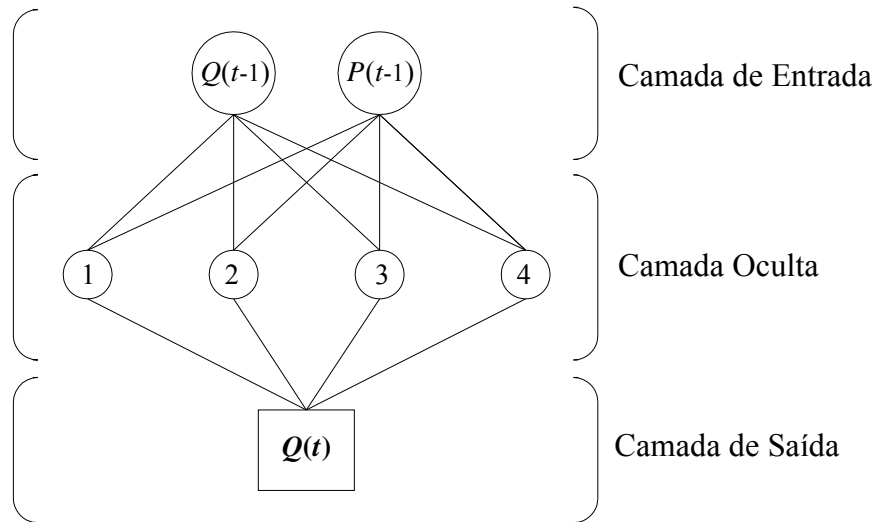 Q(t-1) P(t-1)
Camada de Entrada
1 2 3 4
Camada Oculta
Q(t)
Camada de Saída